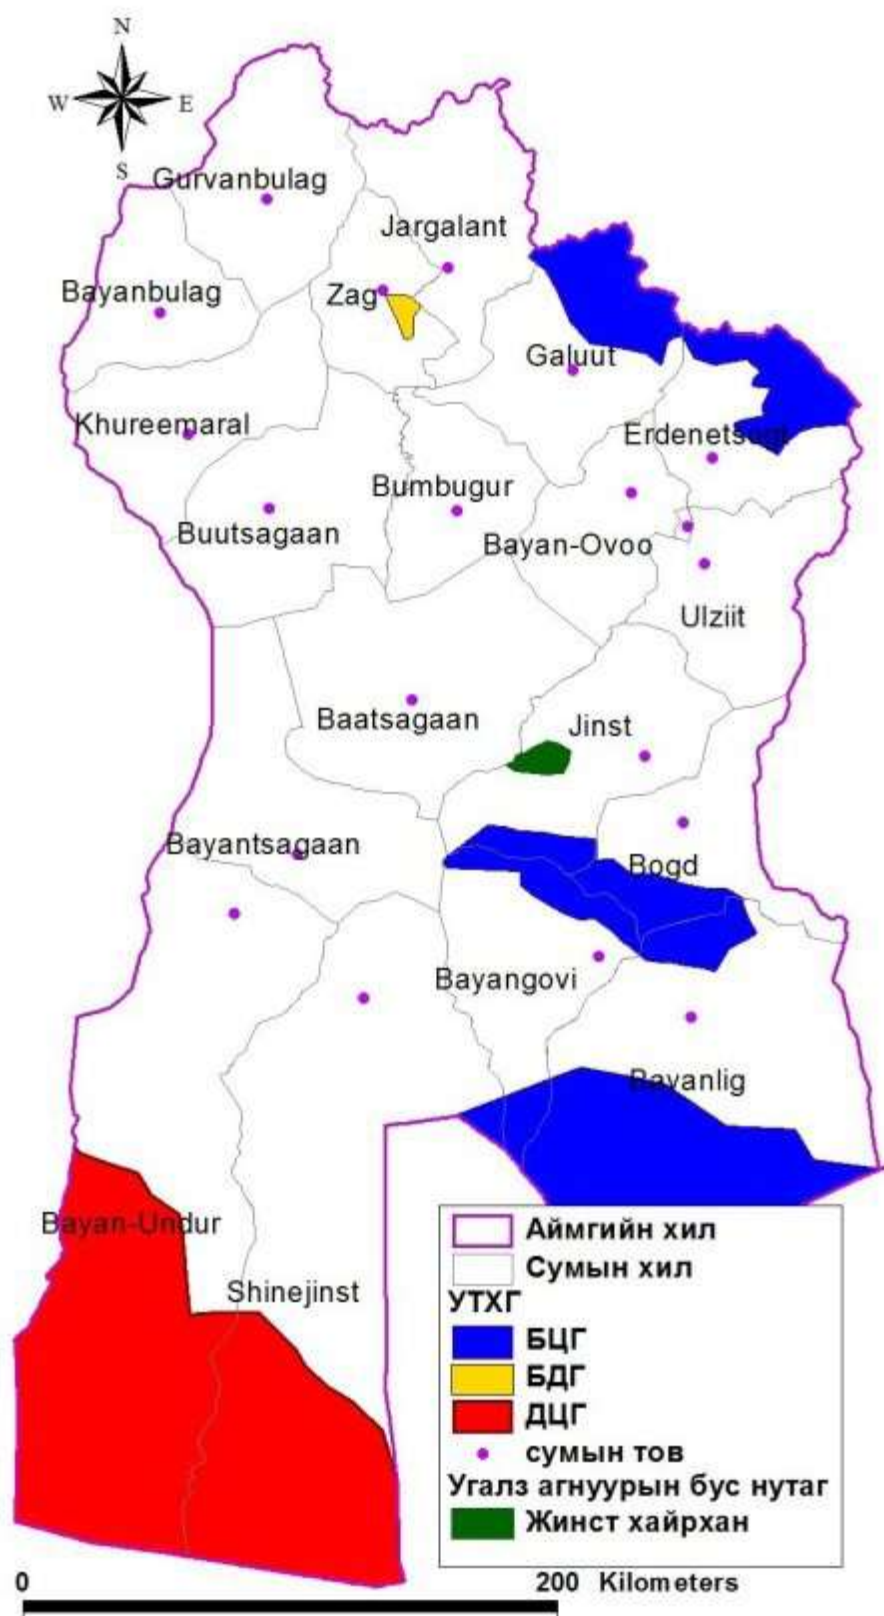 N
W E
S
Gurvanbulag
Jargalant
Bayanbulag
Zag
Galuut
Khureemaral
Erdenetsogt
Bumbugur
Buutsagaan
Bayan-Ovoo
Ulziit
Baatsagaan
Jinst
Bayantsagaan
Bogd
Bayangovi
Bayanlig
Bayan-Undur
Shinejinst
Аймгийн хил
Сумын хил
УТХГ
БЦГ
БДГ
ДЦГ
сумын тов
Угалз агнуурын бус нутаг
Жинст хайрхан
0 200 Kilometers